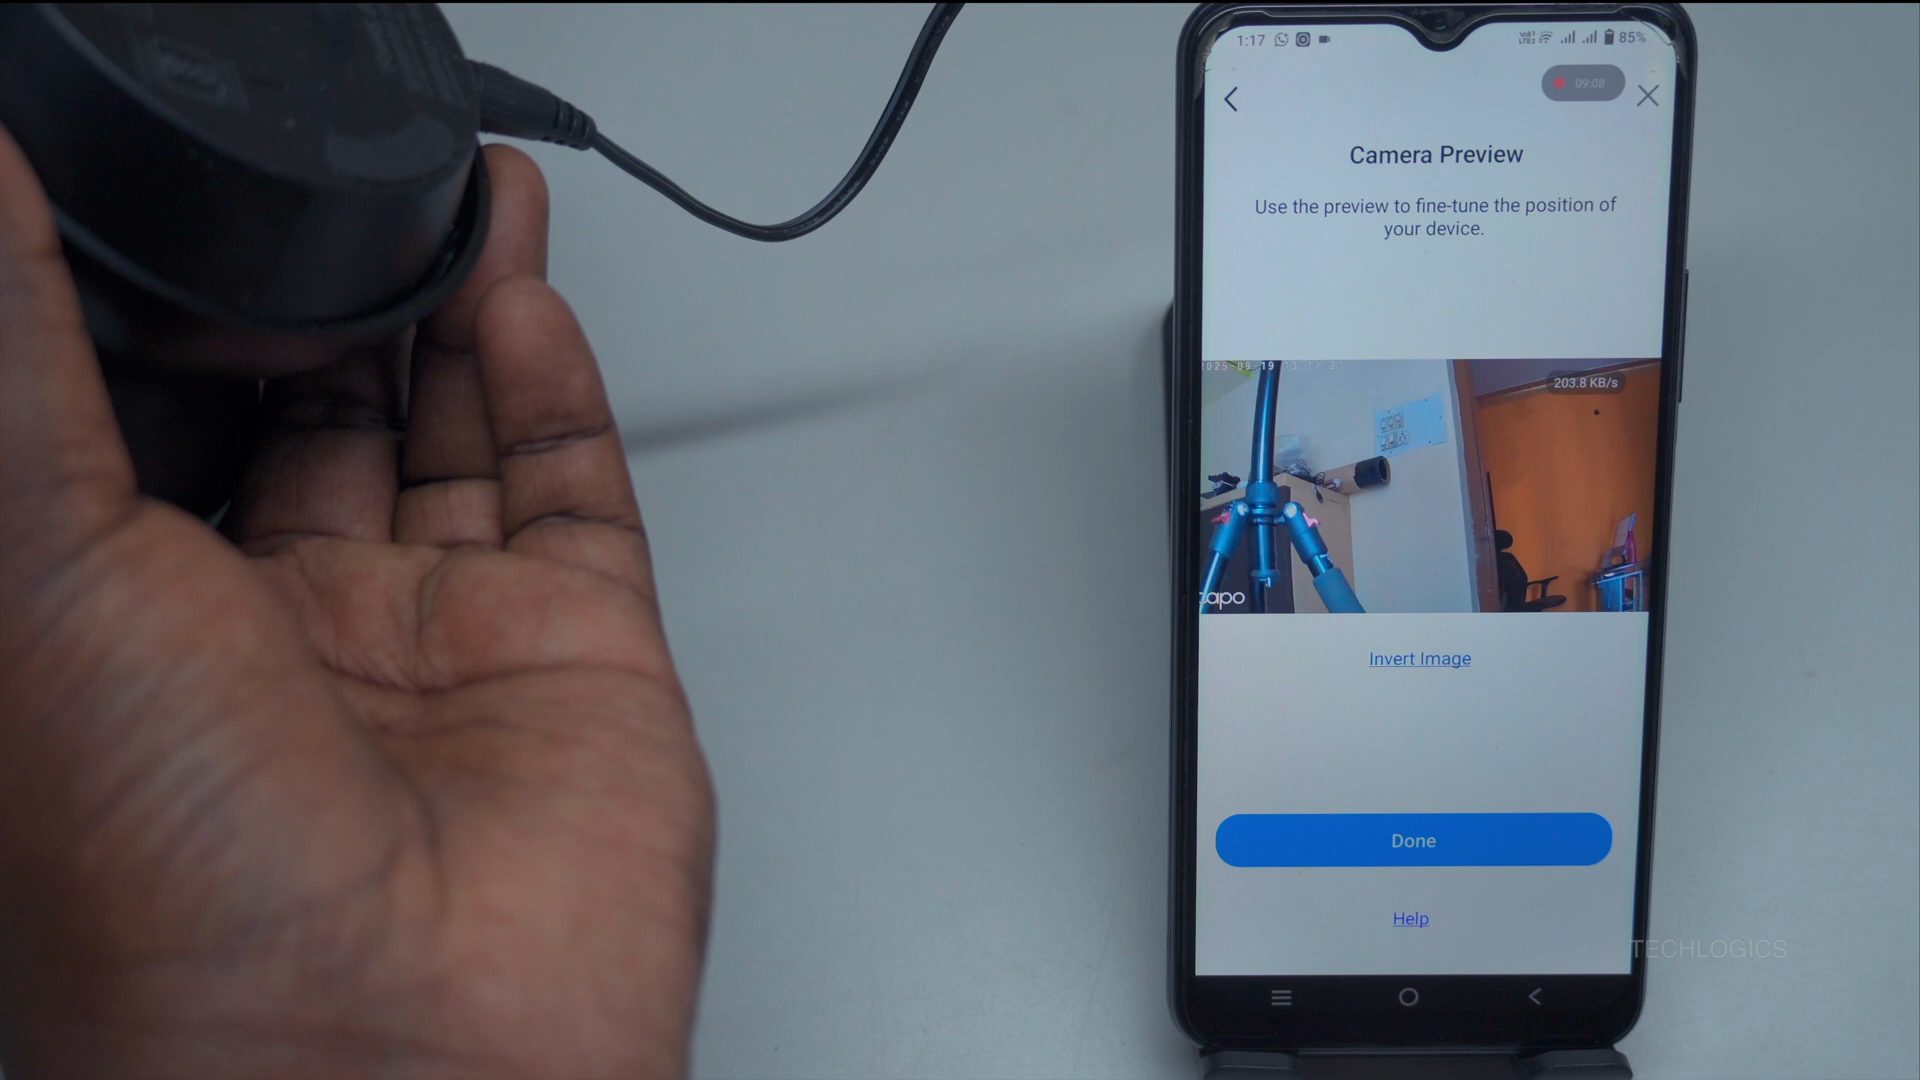 1:17
85%
09:08
Camera Preview
Use the preview to fine-tune the position of
your device.
203.8 KB/s
Invert Image
Done
Help
TECHLOGICS